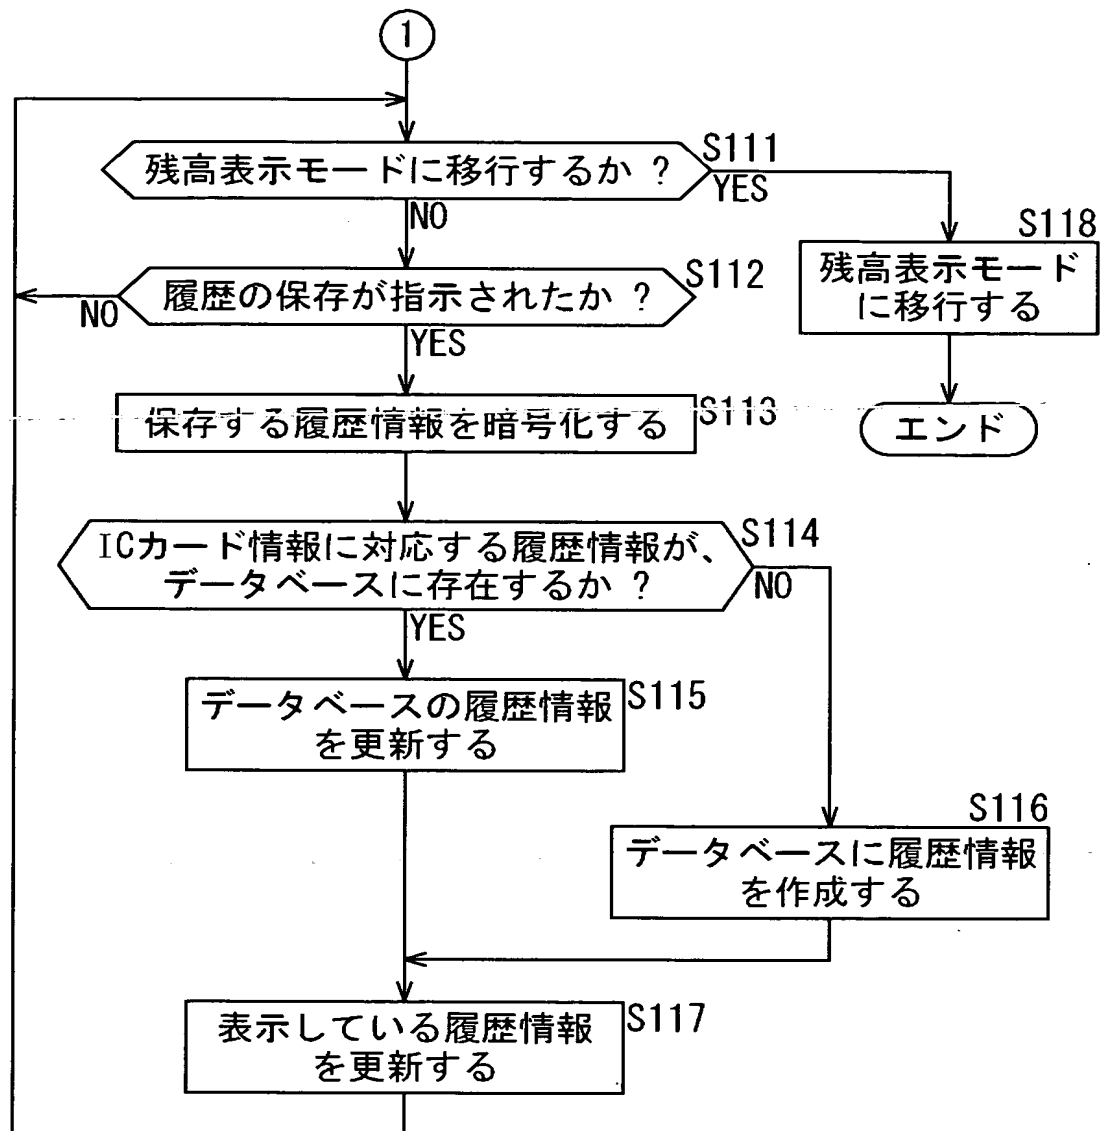 1
残高表示モードに移行するか ?
S111
YES
NO
S118
残高表示モード
に移行する
履歴の保存が指示されたか ?
S112
NO
YES
エンド
保存する履歴情報を暗号化する
S113
ICカード情報に対応する履歴情報が、
データベースに存在するか ?
S114
NO
YES
データベースの履歴情報
を更新する
S115
S116
データベースに履歴情報
を作成する
表示している履歴情報
を更新する
S117